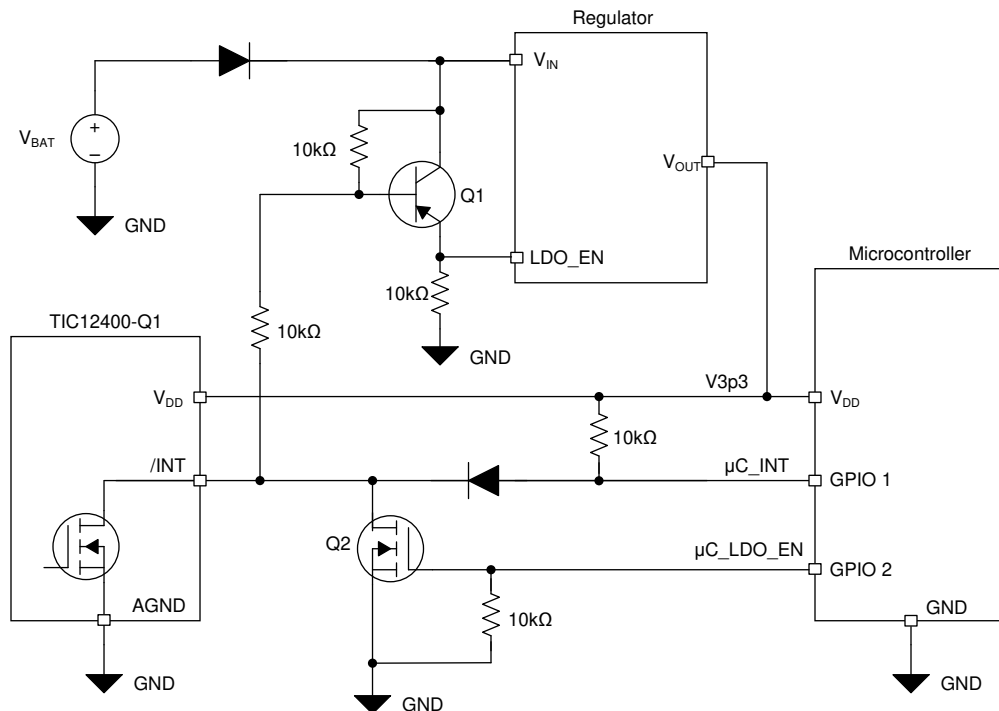 Regulator
V_IN
V_BAT
+
−
10kΩ
Q1
V_OUT
GND
LDO_EN
Microcontroller
10kΩ
10kΩ
TIC12400-Q1
GND
V_DD
V3p3
V_DD
10kΩ
/INT
µC_INT
GPIO 1
Q2
µC_LDO_EN
GPIO 2
AGND
10kΩ
GND
GND
GND
GND